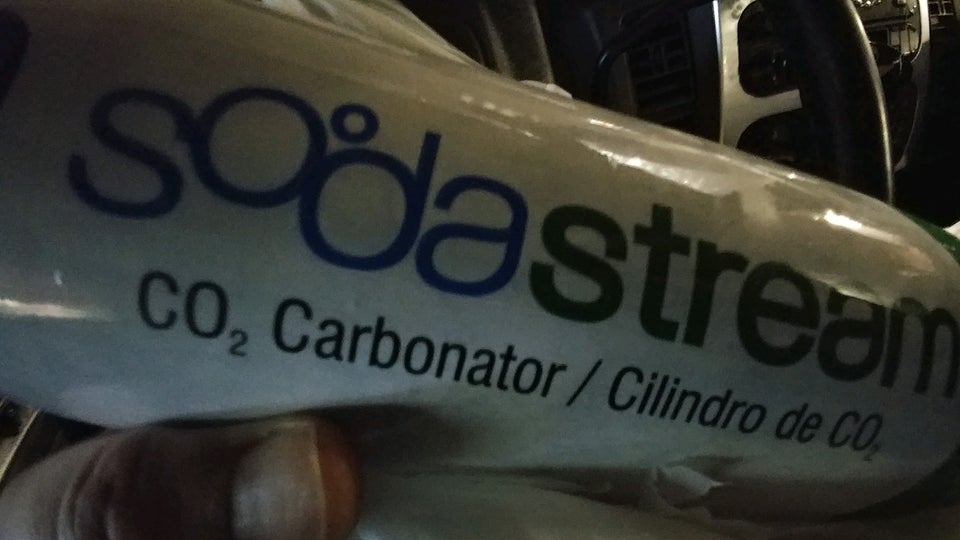 sodastream
CO₂ Carbonator / Cilindro de CO₂